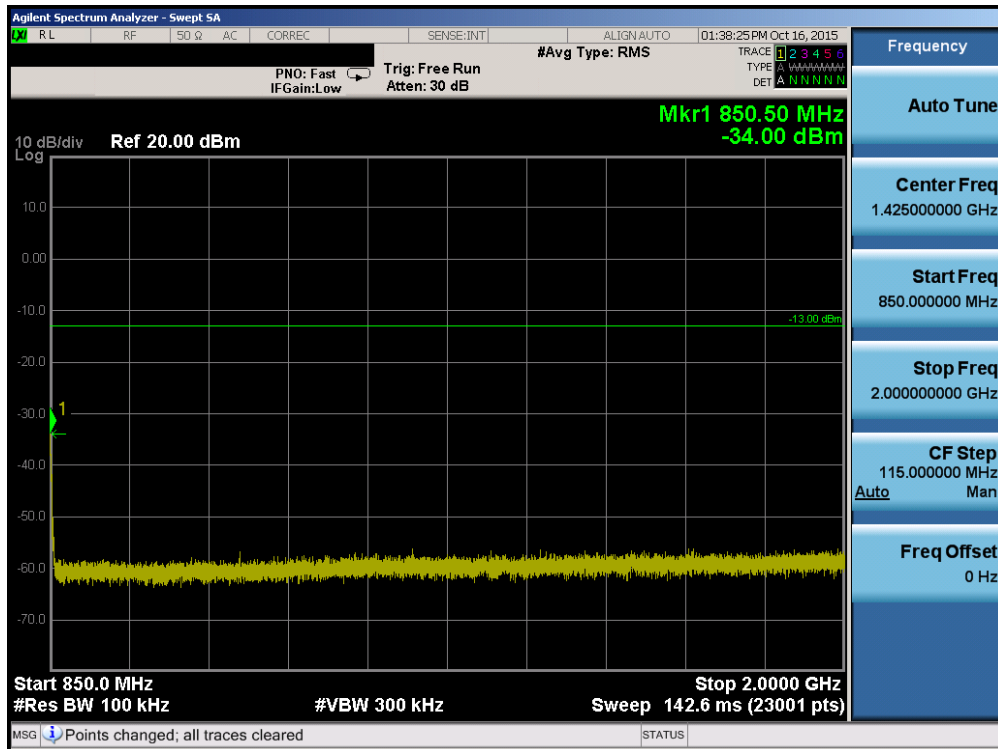 Agilent Spectrum Analyzer - Swept SA
LXI RL RF 50 Ω AC CORREC SENSE:INT ALIGN AUTO 01:38:25 PM Oct 16, 2015
Frequency
#Avg Type: RMS
TRACE 1 2 3 4 5 6
PNO: Fast Trig: Free Run
TYPE A WWWWW
IFGain:Low Atten: 30 dB
DET A N N N N N
Auto Tune
Mkr1 850.50 MHz
-34.00 dBm
10 dB/div Ref 20.00 dBm
Log
Center Freq
1.425000000 GHz
10.0
0.00
Start Freq
850.000000 MHz
-10.0
-13.00 dBm
-20.0
Stop Freq
2.000000000 GHz
-30.0
1
-40.0
CF Step
115.000000 MHz
Auto Man
-50.0
Freq Offset
0 Hz
-60.0
-70.0
Start 850.0 MHz Stop 2.0000 GHz
#Res BW 100 kHz #VBW 300 kHz Sweep 142.6 ms (23001 pts)
MSG Points changed; all traces cleared STATUS